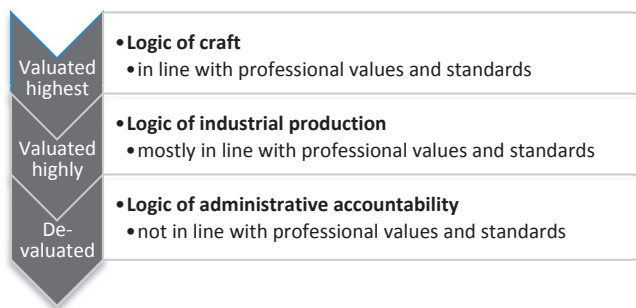 Valuated
highest
•Logic of craft
•in line with professional values and standards
Valuated
highly
•Logic of industrial production
•mostly in line with professional values and standards
De-
valuated
•Logic of administrative accountability
•not in line with professional values and standards